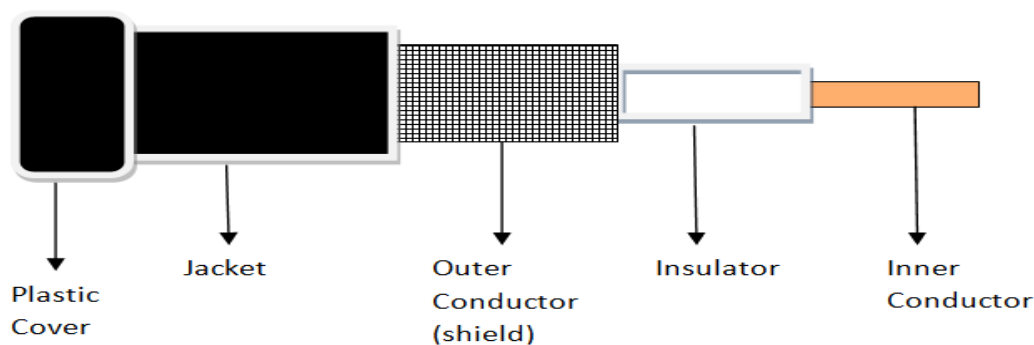 Plastic
Cover
Jacket
Outer
Conductor
(shield)
Insulator
Inner
Conductor